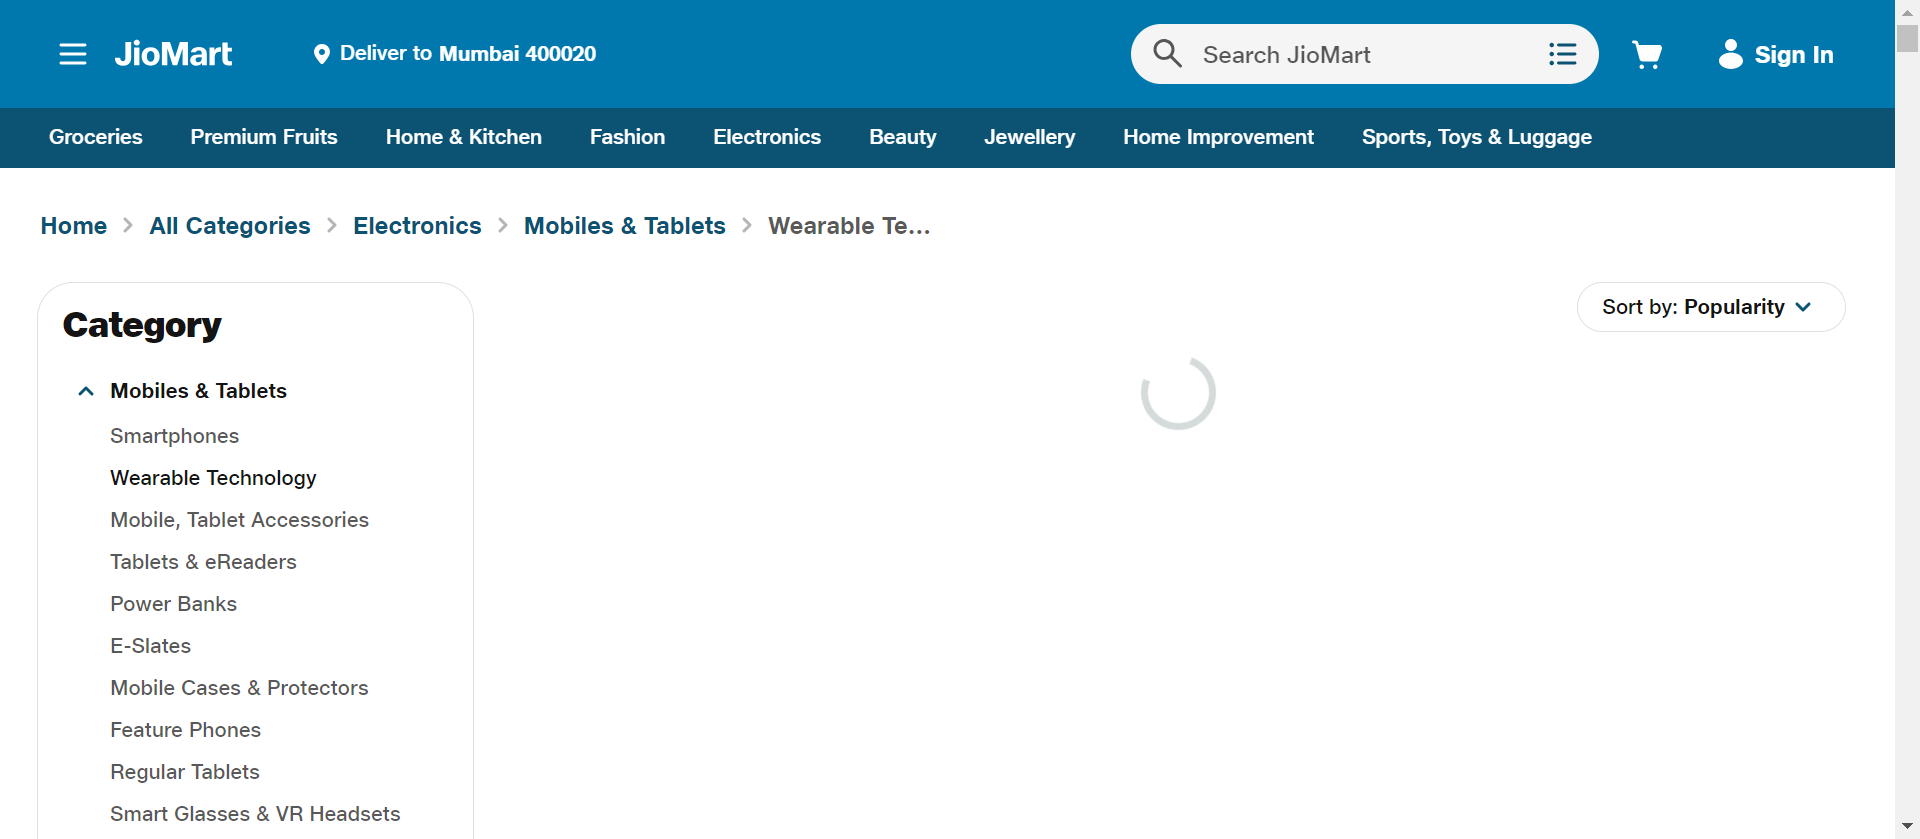 JioMart
Deliver to Mumbai 400020
Search JioMart
Sign In
Groceries Premium Fruits Home & Kitchen Fashion Electronics Beauty Jewellery Home Improvement Sports, Toys & Luggage
Home All Categories Electronics Mobiles & Tablets Wearable Te...
Category
Sort by: Popularity
Mobiles & Tablets
Smartphones
Wearable Technology
Mobile, Tablet Accessories
Tablets & eReaders
Power Banks
E-Slates
Mobile Cases & Protectors
Feature Phones
Regular Tablets
Smart Glasses & VR Headsets